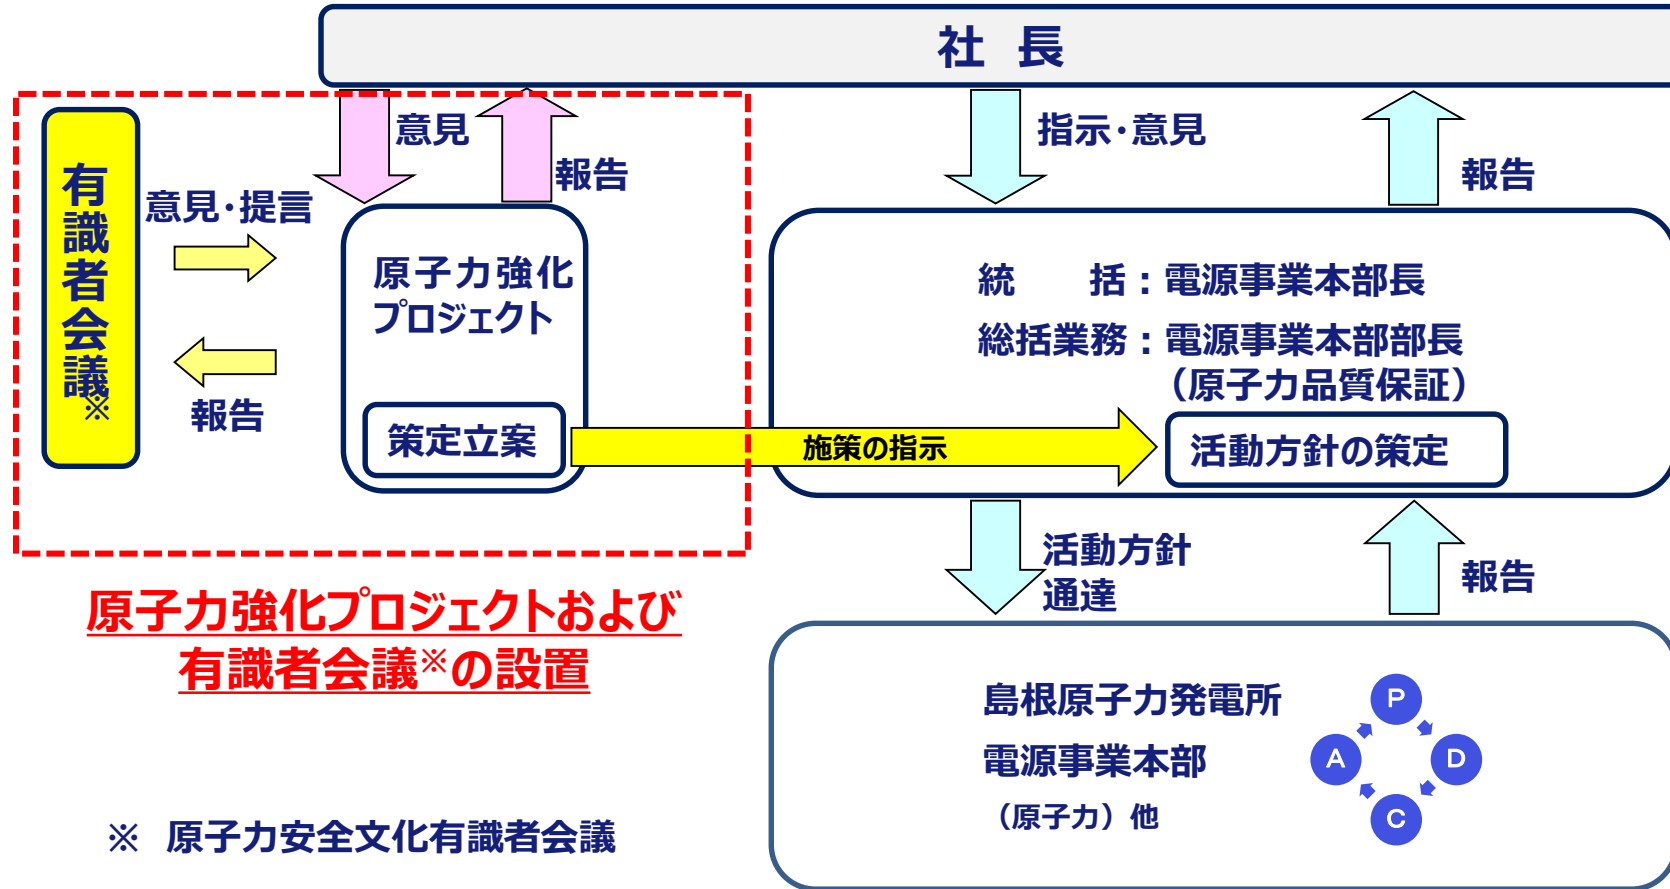 社 長
意見
報告
指示・意見
報告
有識者会議※
意見・提言
報告
原子力強化
プロジェクト
策定立案
施策の指示
統　　括：電源事業本部長
総括業務：電源事業本部部長
（原子力品質保証）
活動方針の策定
活動方針
通達
報告
原子力強化プロジェクトおよび
有識者会議※の設置
島根原子力発電所
電源事業本部
（原子力）他
P
A
D
C
※　原子力安全文化有識者会議